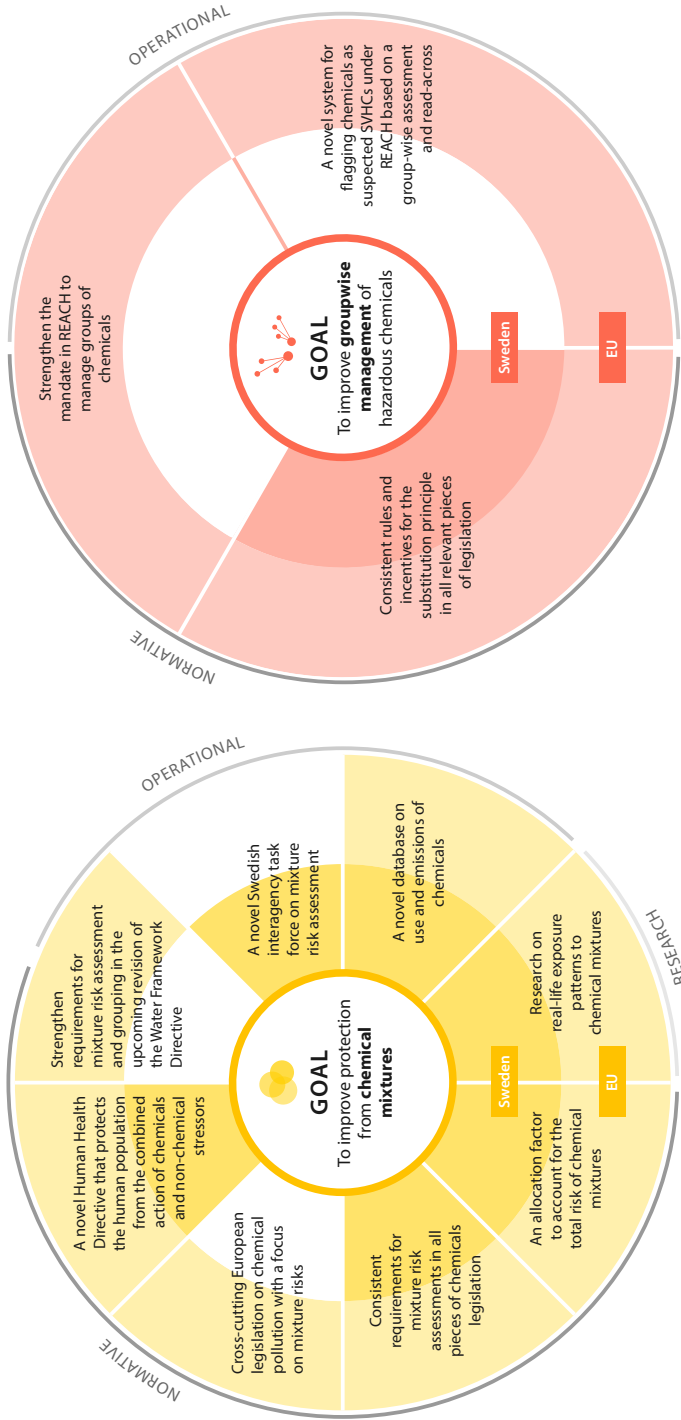 OPERATIONAL
NORMATIVE
RESEARCH
GOAL
To improve protection
from chemical
mixtures
Sweden
EU
Strengthen
requirements for
mixture risk assessment
and grouping in the
upcoming revision of
the Water Framework
Directive
A novel Swedish
interagency task
force on mixture
risk assessment
A novel database on
use and emissions of
chemicals
Research on
real-life exposure
patterns to
chemical mixtures
An allocation factor
to account for the
total risk of chemical
mixtures
Consistent
requirements for
mixture risk
assessments in all
pieces of chemicals
legislation
Cross-cutting European
legislation on chemical
pollution with a focus
on mixture risks
A novel Human Health
Directive that protects
the human population
from the combined
action of chemicals
and non-chemical
stressors
OPERATIONAL
NORMATIVE
GOAL
To improve groupwise
management of
hazardous chemicals
Sweden
EU
Strengthen the
mandate in REACH to
manage groups of
chemicals
A novel system for
flagging chemicals as
suspected SVHCs under
REACH based on a
group-wise assessment
and read-across
Consistent rules and
incentives for the
substitution principle
in all relevant pieces
of legislation